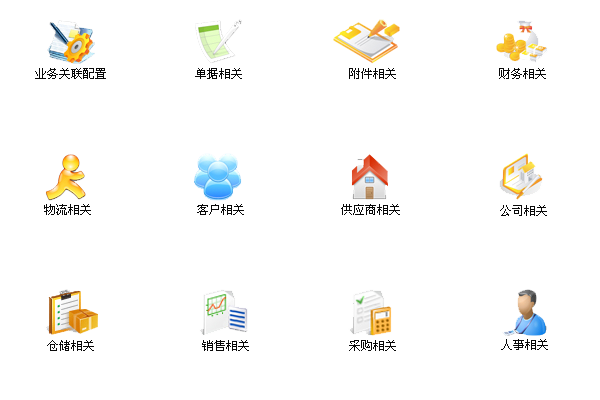 业务关联配置
单据相关
附件相关
财务相关
物流相关
客户相关
供应商相关
公司相关
仓储相关
销售相关
采购相关
人事相关